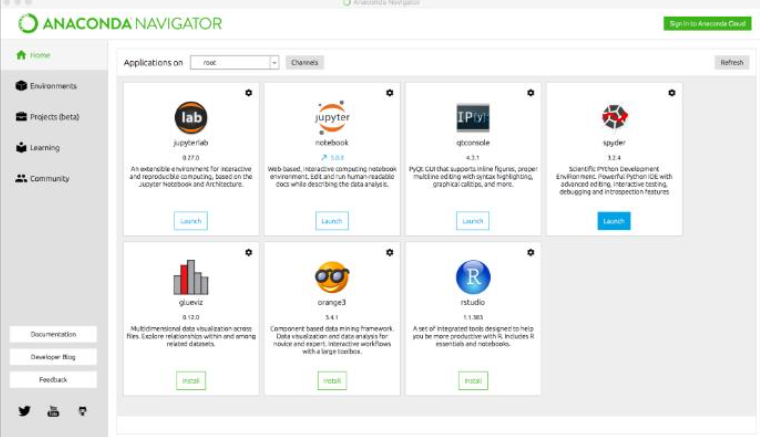 Anaconda Navigator
ANACONDA NAVIGATOR
Sign in to Anaconda Cloud
Home
Applications on root Channels Refresh
Environments
Projects (beta)
Learning
Community
lab
jupyterlab
0.27.0
An extensible environment for interactive
and reproducible computing, based on the
Jupyter Notebook and Architecture.
Launch
jupyter
notebook
Web based, interactive computing notebook
environment. Edit and run human-readable
docs while describing the data analysis.
Launch
IP[y]:
qtconsole
4.3.1
PyQt GUI that supports inline figures, proper
multiline editing with syntax highlighting,
graphical calltips, and more.
Launch
spyder
3.2.4
Scientific PYthon Development
EnviRonment. Powerful Python IDE with
advanced editing, interactive testing,
debugging and introspection features
Launch
glueviz
0.12.0
Multidimensional data visualization across
files. Explore relationships within and among
related datasets.
Install
orange3
3.4.1
Component based data mining framework.
Data visualization and data analysis for
novice and expert. Interactive workflows
with a large toolbox.
Install
R
rstudio
1.1.383
A set of integrated tools designed to help
you be more productive with R. Includes R
essentials and notebooks.
Install
Documentation
Developer Blog
Feedback